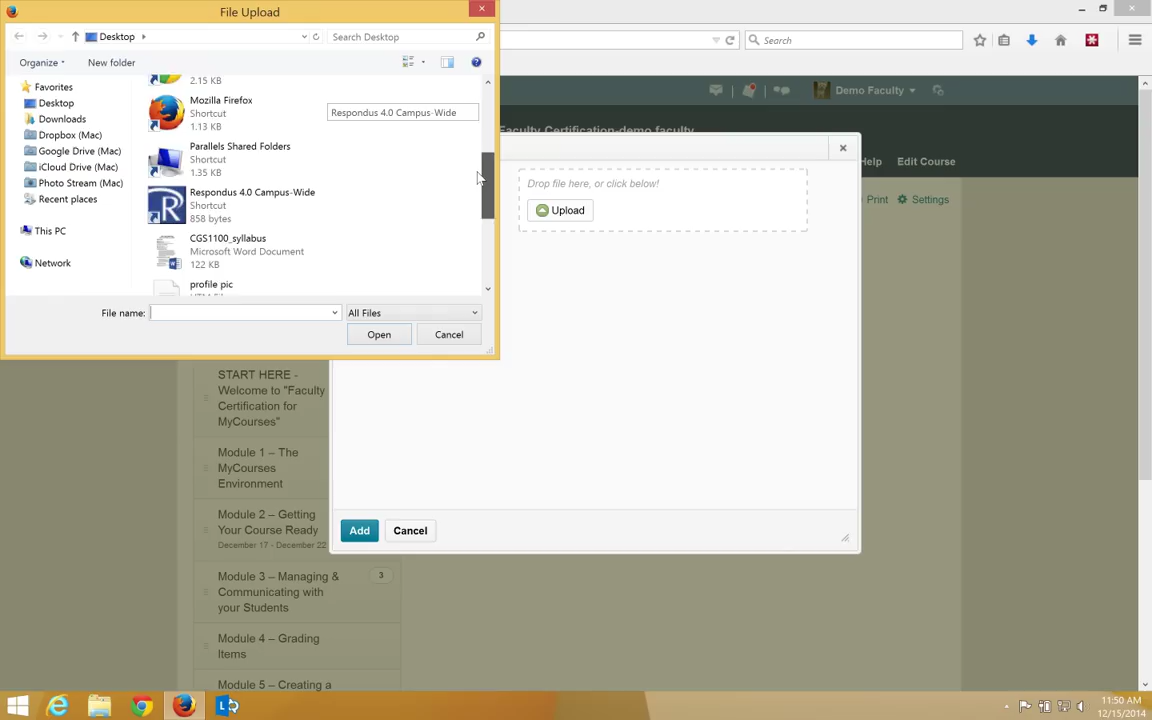 File Upload
Desktop
Search Desktop
Organize
New folder
Favorites
Desktop
Downloads
Dropbox (Mac)
Google Drive (Mac)
iCloud Drive (Mac)
Photo Stream (Mac)
Recent places
This PC
Network
2.15 KB
Mozilla Firefox
Shortcut
1.13 KB
Respondus 4.0 Campus-Wide
Parallels Shared Folders
Shortcut
1.35 KB
Respondus 4.0 Campus-Wide
Shortcut
858 bytes
CGS1100_syllabus
Microsoft Word Document
122 KB
profile pic
File name:
All Files
Open
Cancel
Search
Demo Faculty
Faculty Certification-demo faculty
Help
Edit Course
Print
Settings
Drop file here, or click below!
Upload
Add
Cancel
START HERE -
Welcome to "Faculty
Certification for
MyCourses"
Module 1 – The
MyCourses
Environment
Module 2 – Getting
Your Course Ready
December 17 - December 22
Module 3 – Managing &
Communicating with
your Students
3
Module 4 – Grading
Items
Module 5 – Creating a
11:50 AM
12/15/2014